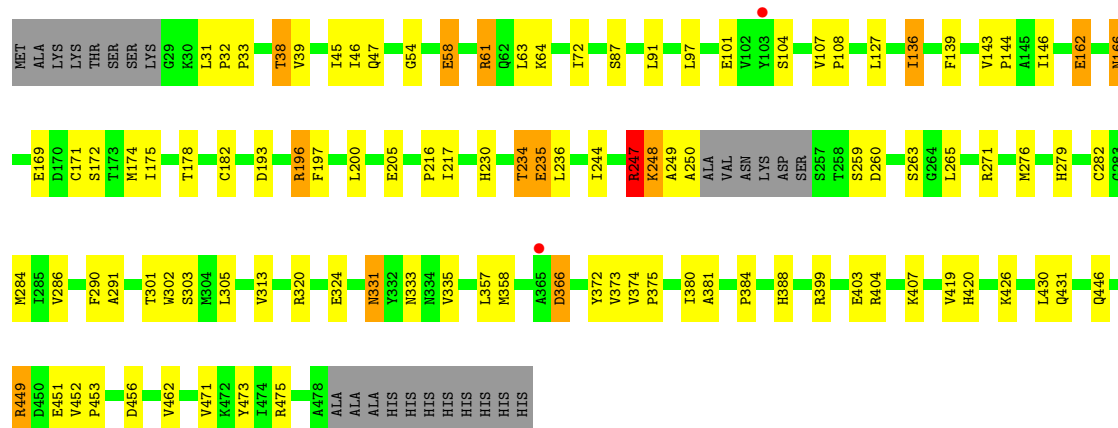 MET ALA LYS LYS THR SER SER LYS G29 K30 L31 P32 P33 T38 V39 I45 I46 Q47 G54 E58 R61 Q62 L63 K64 I72 S87 L91 L97 E101 V102 Y103 S104 V107 P108 L127 I136 F139 V143 P144 A145 I146 E162 N166
E169 D170 C171 S172 T173 M174 I175 T178 C182 D193 R196 F197 L200 E205 P216 I217 H230 T234 E235 L236 I244 R247 K248 A249 A250 ALA VAL ASN LYS ASP SER S257 T258 S259 D260 S263 G264 L265 R271 M276 H279 C282 G283
M284 I285 V286 F290 A291 T301 W302 S303 M304 L305 V313 R320 E324 N331 Y332 N333 N334 V335 L357 M358 A365 D366 Y372 V373 V374 P375 I380 A381 P384 H388 R399 E403 R404 K407 V419 H420 K426 L430 Q431 Q446
R449 D450 E451 V452 P453 D456 V462 V471 K472 Y473 I474 R475 A478 ALA ALA ALA HIS HIS HIS HIS HIS HIS HIS HIS